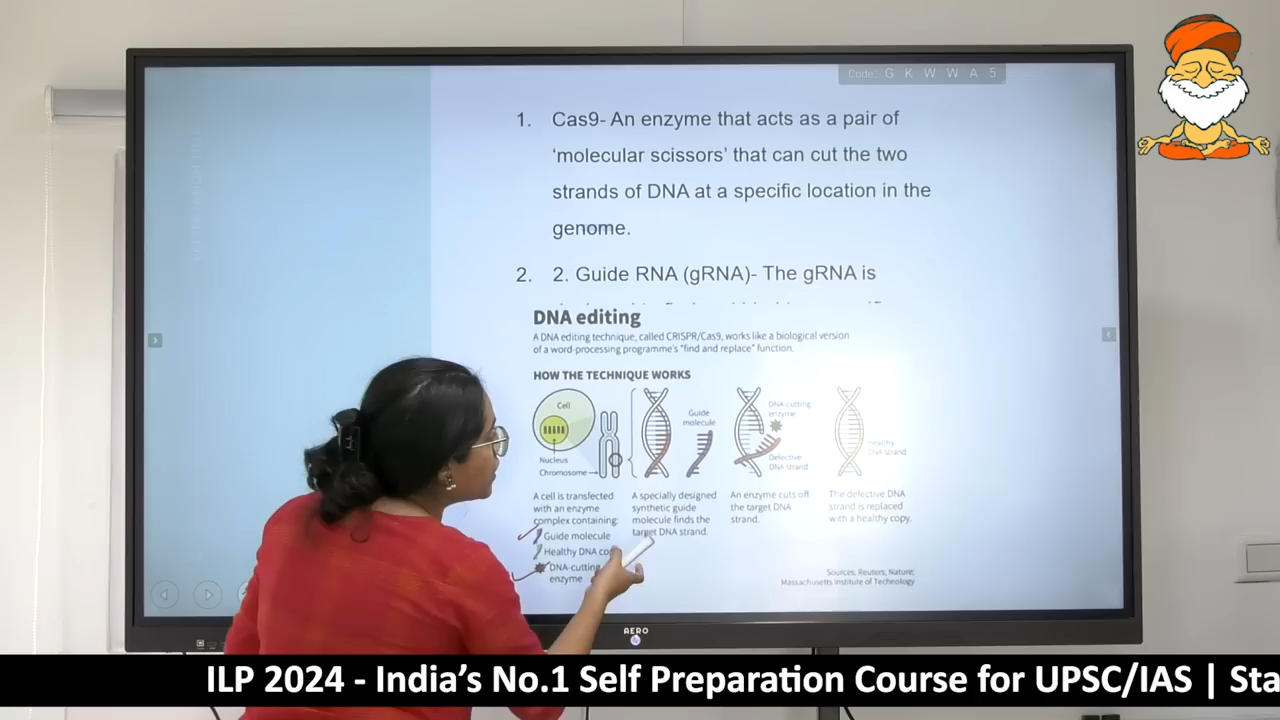 Code: G K W W A 5
1. Cas9- An enzyme that acts as a pair of
‘molecular scissors’ that can cut the two
strands of DNA at a specific location in the
genome.
2. 2. Guide RNA (gRNA)- The gRNA is
DNA editing
A DNA editing technique, called CRISPR/Cas9, works like a biological version
of a word-processing programme's "find and replace" function.
HOW THE TECHNIQUE WORKS
Cell
Nucleus
Chromosome
Guide
molecule
DNA-cutting
enzyme
Defective
DNA strand
Healthy
DNA strand
A cell is transfected
with an enzyme
complex containing:
Guide molecule
Healthy DNA
DNA-cutting
enzyme
A specially designed
synthetic guide
molecule finds the
target DNA strand.
An enzyme cuts off
the target DNA
strand.
The defective DNA
strand is replaced
with a healthy copy.
Sources, Reuters; Nature;
Massachusetts Institute of Technology
AERO
ILP 2024 - India’s No.1 Self Preparation Course for UPSC/IAS | Sta